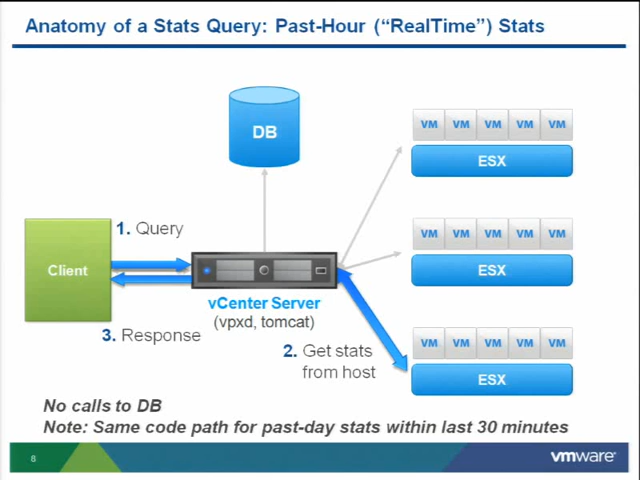 Anatomy of a Stats Query: Past-Hour (“RealTime”) Stats
DB
VM VM VM VM VM
ESX
1. Query
Client
VM VM VM VM VM
ESX
vCenter Server
(vpxd, tomcat)
3. Response
2. Get stats
from host
VM VM VM VM VM
ESX
No calls to DB
Note: Same code path for past-day stats within last 30 minutes
8
vmware